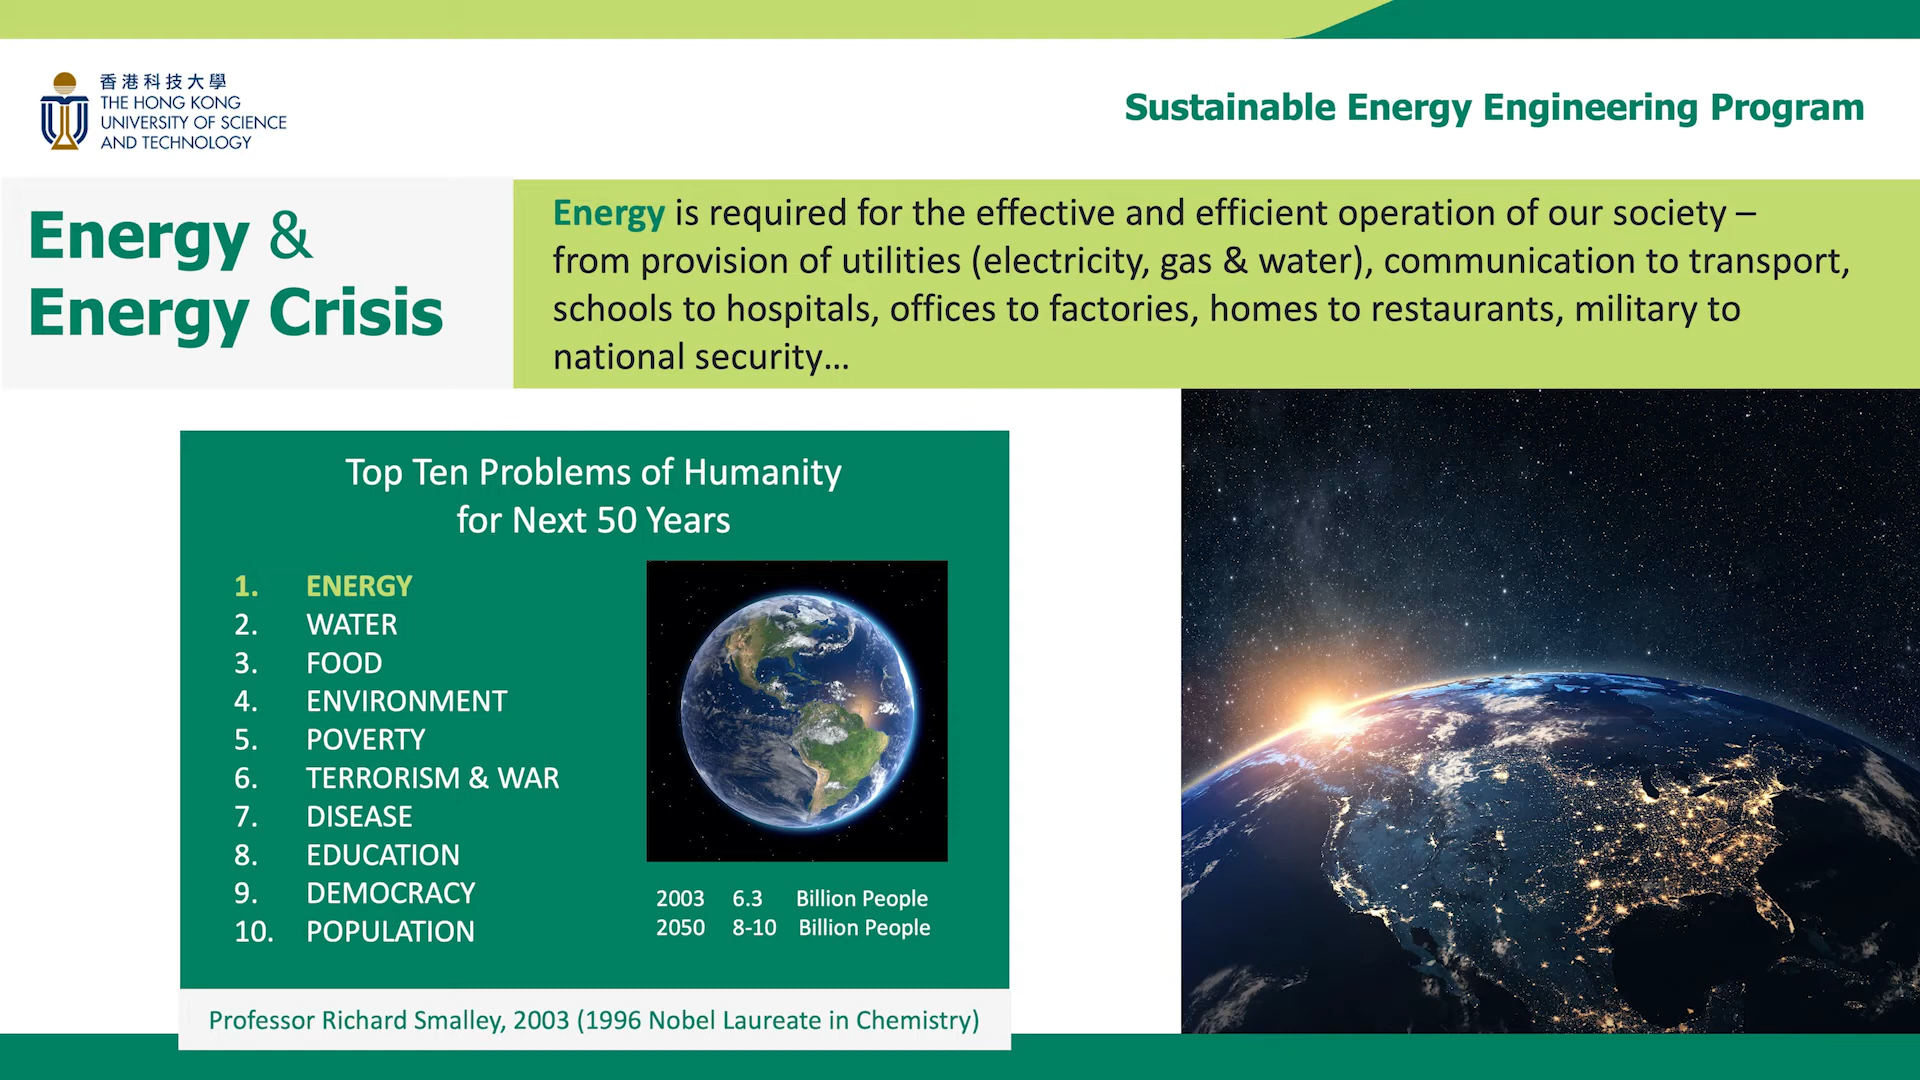 香港科技大學
THE HONG KONG
UNIVERSITY OF SCIENCE
AND TECHNOLOGY
Sustainable Energy Engineering Program
Energy &
Energy Crisis
Energy is required for the effective and efficient operation of our society –
from provision of utilities (electricity, gas & water), communication to transport,
schools to hospitals, offices to factories, homes to restaurants, military to
national security…
Top Ten Problems of Humanity
for Next 50 Years
1. ENERGY
2. WATER
3. FOOD
4. ENVIRONMENT
5. POVERTY
6. TERRORISM & WAR
7. DISEASE
8. EDUCATION
9. DEMOCRACY
10. POPULATION
2003 6.3 Billion People
2050 8-10 Billion People
Professor Richard Smalley, 2003 (1996 Nobel Laureate in Chemistry)